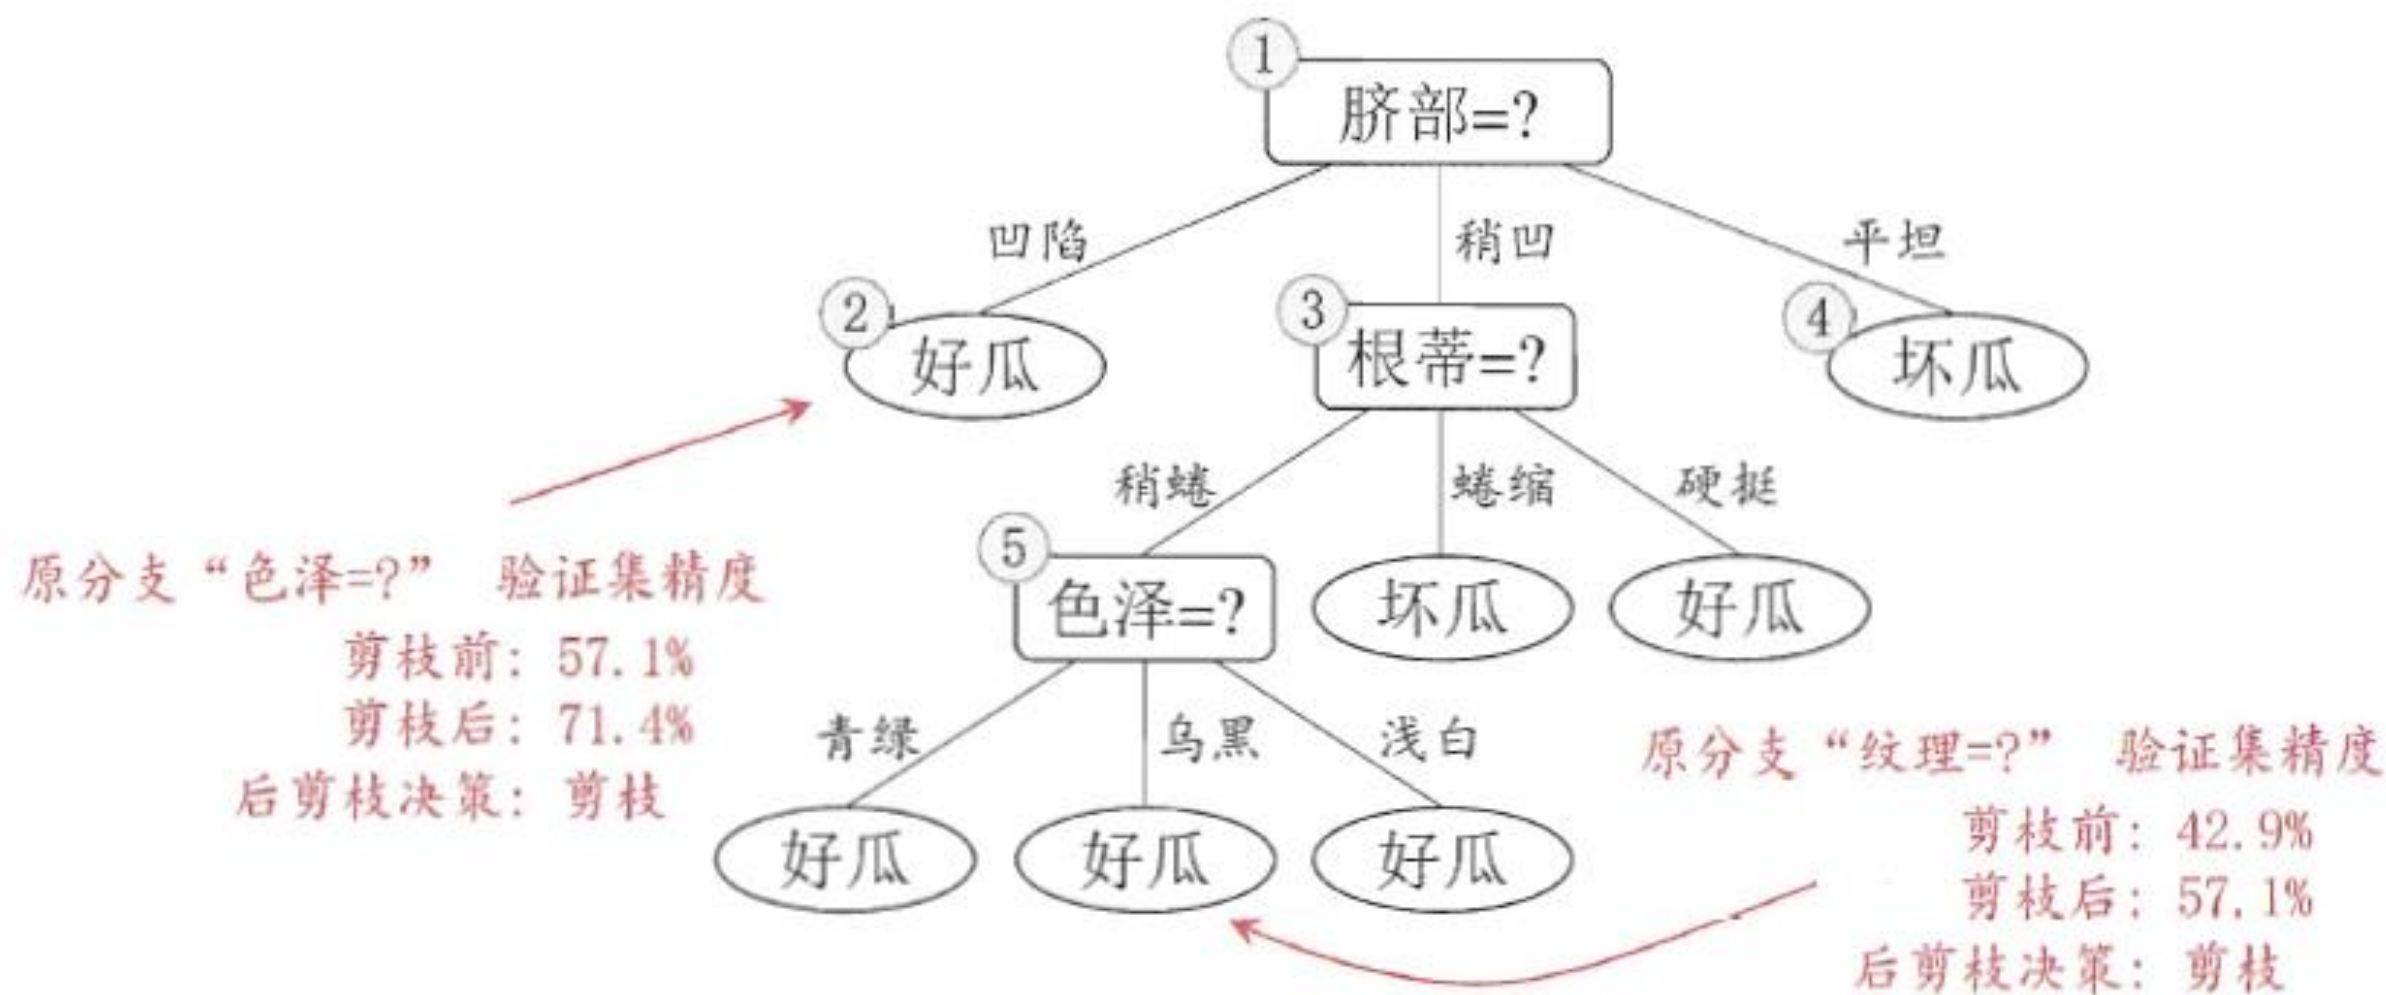 ①
脐部=?
凹陷
稍凹
平坦
②
好瓜
③
根蒂=?
④
坏瓜
稍蜷
蜷缩
硬挺
⑤
色泽=?
坏瓜
好瓜
青绿
乌黑
浅白
好瓜
好瓜
好瓜
原分支“色泽=?” 验证集精度
剪枝前: 57.1%
剪枝后: 71.4%
后剪枝决策: 剪枝
原分支“纹理=?” 验证集精度
剪枝前: 42.9%
剪枝后: 57.1%
后剪枝决策: 剪枝